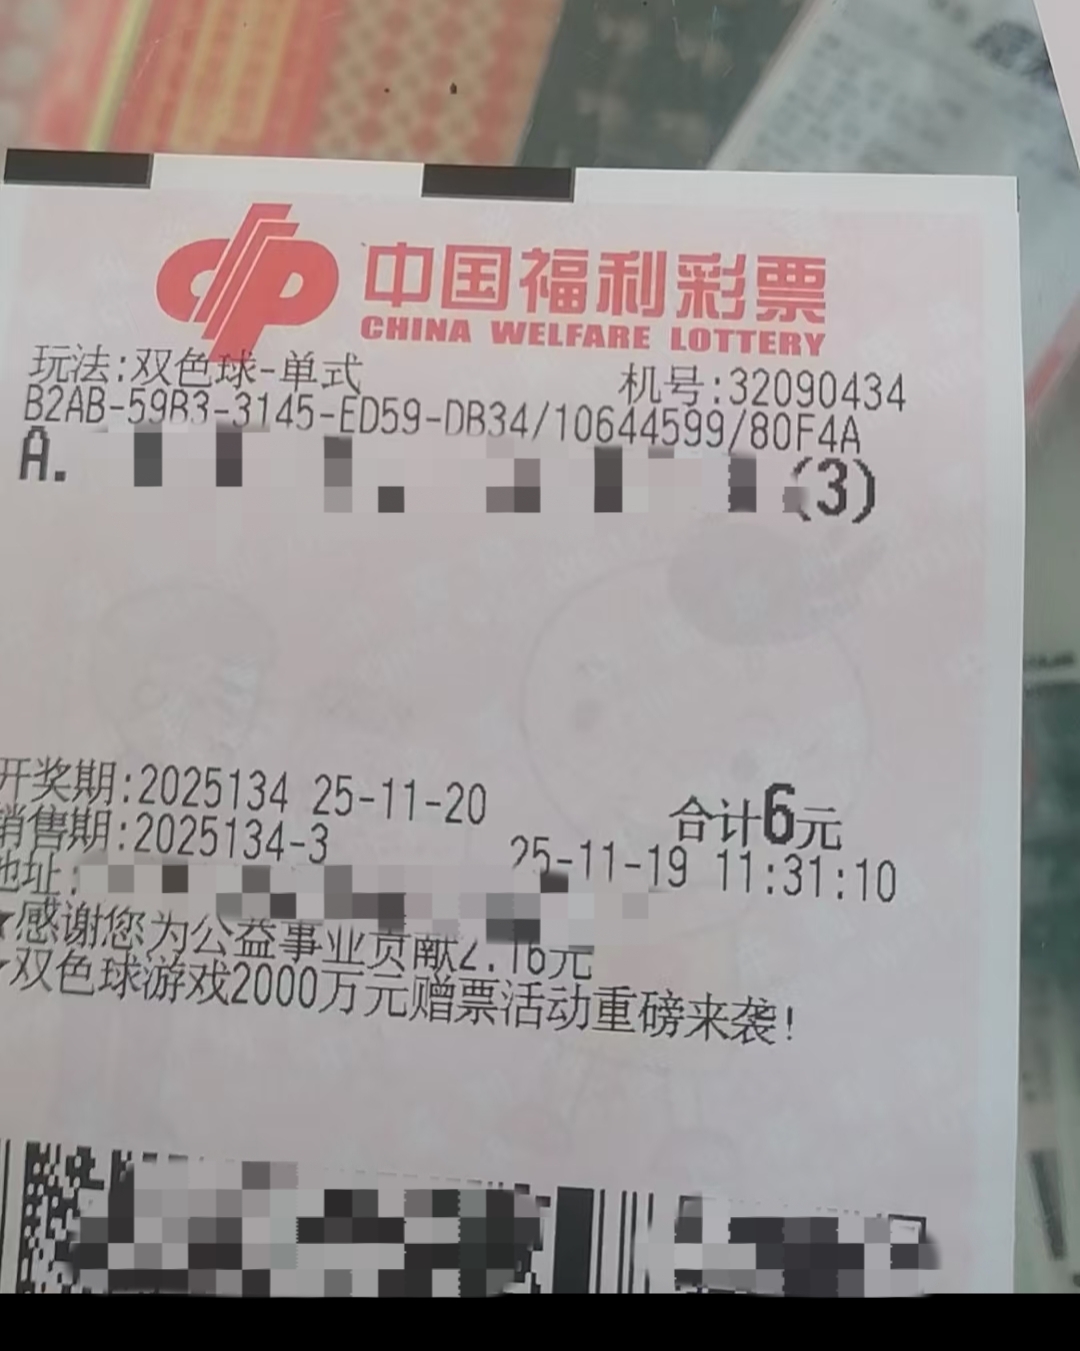 中国福利彩票
CHINA WELFARE LOTTERY
玩法:双色球-单式 机号:32090434
B2AB-59B3-3145-ED59-DB34/10644599/80F4A
A. (3)
开奖期:2025134 25-11-20 合计6元
销售期:2025134-3 25-11-19 11:31:10
地址:
★感谢您为公益事业贡献2.16元
★双色球游戏2000万元赠票活动重磅来袭!